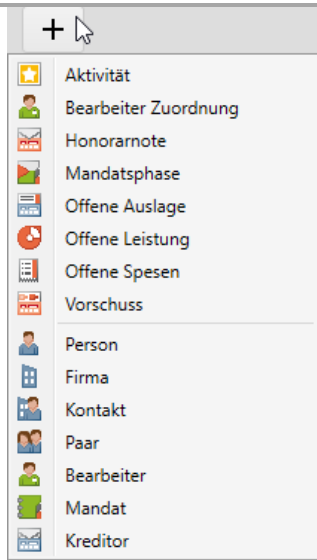 Aktivität
Bearbeiter Zuordnung
Honorarnote
Mandatsphase
Offene Auslage
Offene Leistung
Offene Spesen
Vorschuss
Person
Firma
Kontakt
Paar
Bearbeiter
Mandat
Kreditor